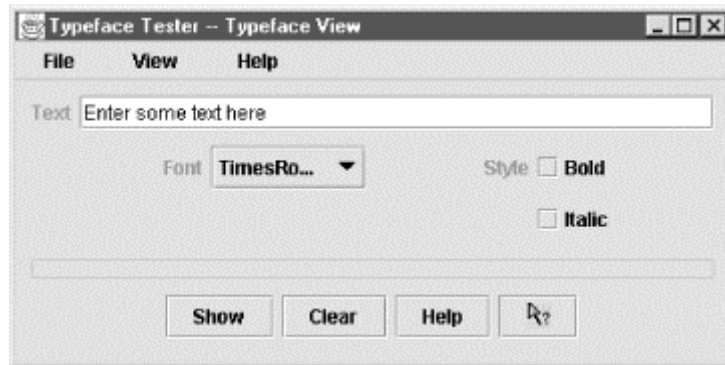 Typeface Tester -- Typeface View
File View Help
Text Enter some text here
Font TimesRo... Style Bold
Italic
Show Clear Help ?